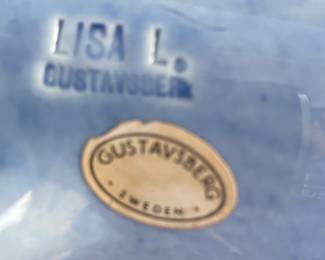 LISA L.
GUSTAVSBERG
GUSTAVSBERG
· SWEDEN ·